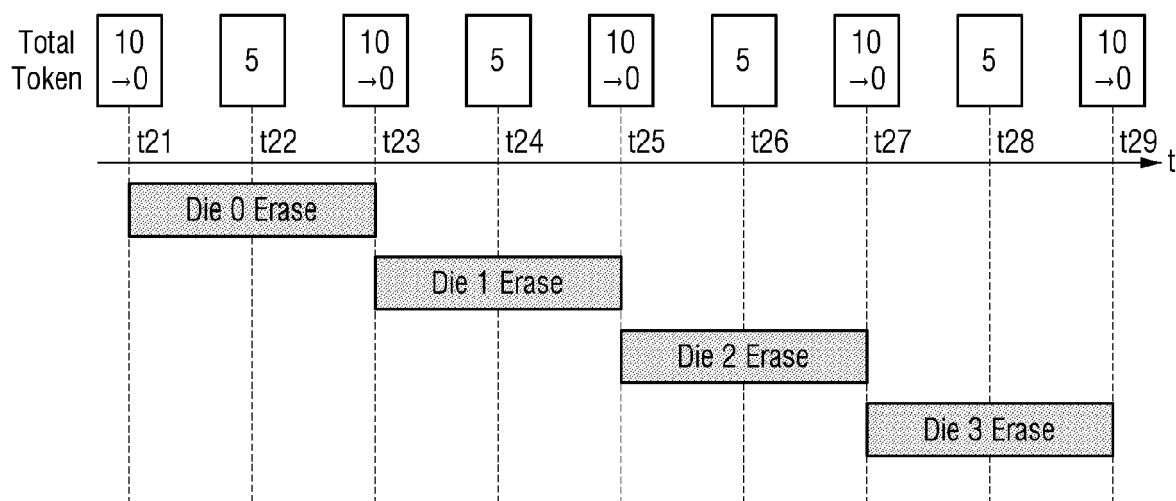 Total Token
10 →0
5
10 →0
5
10 →0
5
10 →0
5
10 →0
t21 t22 t23 t24 t25 t26 t27 t28 t29
t
Die 0 Erase
Die 1 Erase
Die 2 Erase
Die 3 Erase